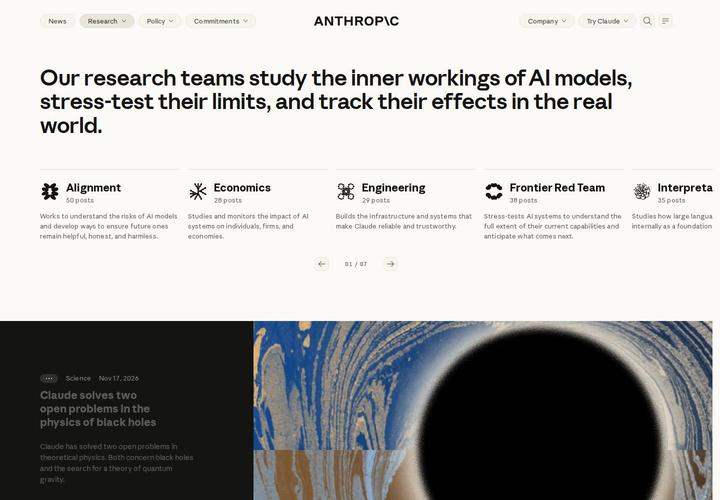 News
Research
Policy
Commitments
ANTHROP\C
Company
Try Claude
Our research teams study the inner workings of AI models,
stress-test their limits, and track their effects in the real
world.
Alignment
50 posts
Works to understand the risks of AI models
and develop ways to ensure future ones
remain helpful, honest, and harmless.
Economics
28 posts
Studies and monitors the impact of AI
systems on individuals, firms, and
economies.
Engineering
29 posts
Builds the infrastructure and systems that
make Claude reliable and trustworthy.
Frontier Red Team
38 posts
Stress-tests AI systems to understand the
full extent of their current capabilities and
anticipate what comes next.
Interpreta
35 posts
Studies how large langua
internally as a foundation
01 / 07
Science
Nov 17, 2026
Claude solves two
open problems in the
physics of black holes
Claude has solved two open problems in
theoretical physics. Both concern black holes
and the search for a theory of quantum
gravity.